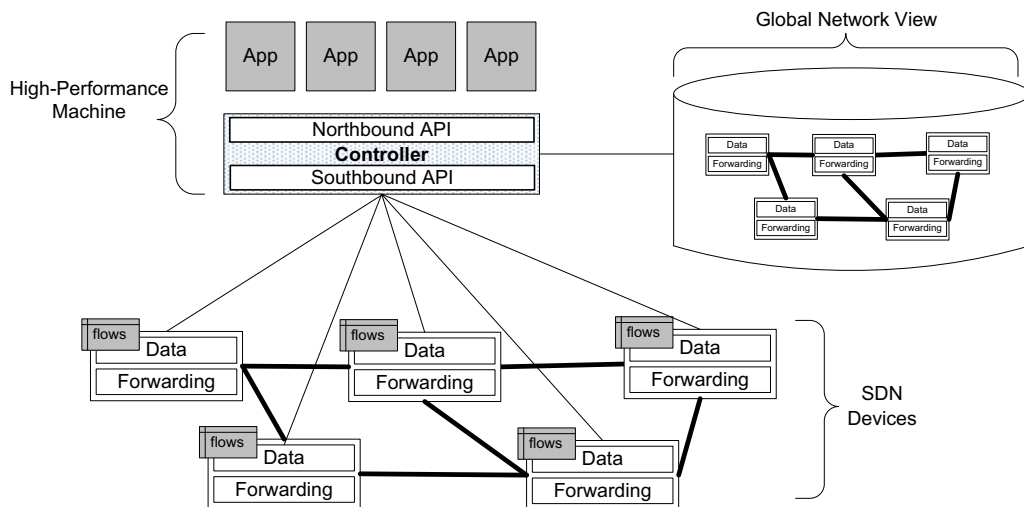 Global Network View
App
App
App
App
High-Performance
Machine
Northbound API
Controller
Southbound API
Data
Forwarding
Data
Forwarding
Data
Forwarding
Data
Forwarding
Data
Forwarding
flows
Data
Forwarding
flows
Data
Forwarding
flows
Data
Forwarding
flows
Data
Forwarding
flows
Data
Forwarding
SDN
Devices